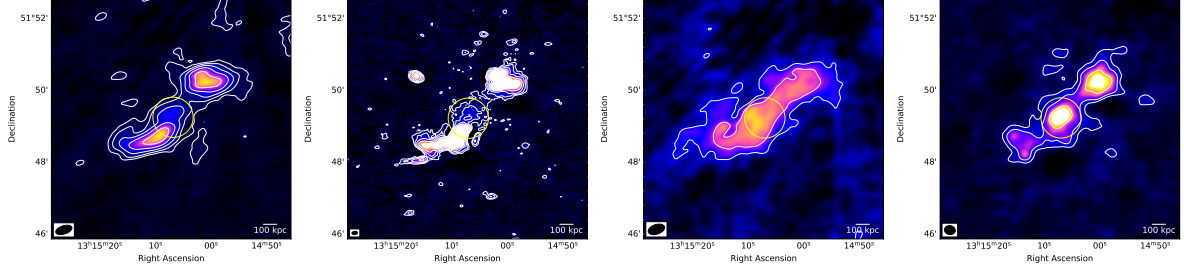 51°52'
50'
48'
46'
Declination
13ʰ15ᵐ20ˢ 10ˢ 00ˢ 14ᵐ50ˢ
Right Ascension
100 kpc
51°52'
50'
48'
46'
Declination
13ʰ15ᵐ20ˢ 10ˢ 00ˢ 14ᵐ50ˢ
Right Ascension
100 kpc
51°52'
50'
48'
46'
Declination
13ʰ15ᵐ20ˢ 10ˢ 00ˢ 14ᵐ50ˢ
Right Ascension
100 kpc
51°52'
50'
48'
46'
Declination
13ʰ15ᵐ20ˢ 10ˢ 00ˢ 14ᵐ50ˢ
Right Ascension
100 kpc